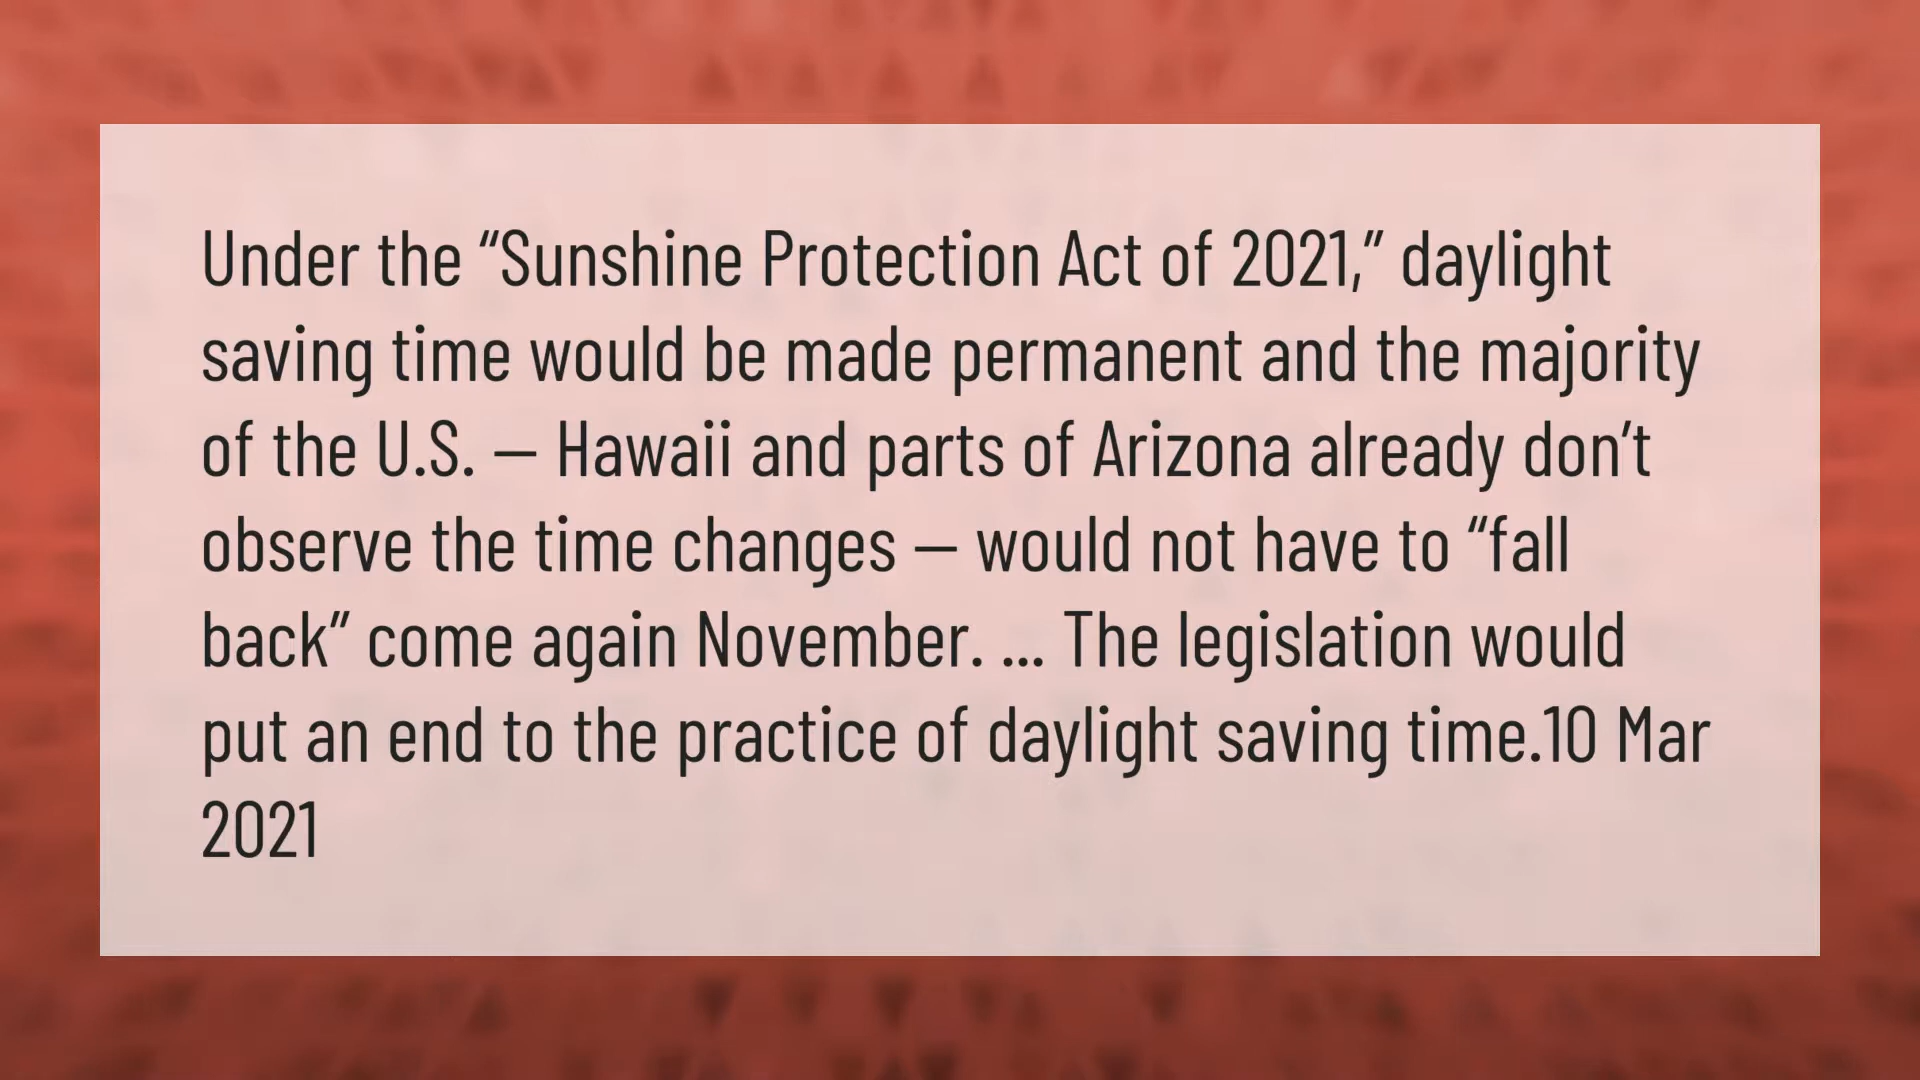 Under the “Sunshine Protection Act of 2021,” daylight
saving time would be made permanent and the majority
of the U.S. — Hawaii and parts of Arizona already don’t
observe the time changes — would not have to “fall
back” come again November. ... The legislation would
put an end to the practice of daylight saving time.10 Mar
2021